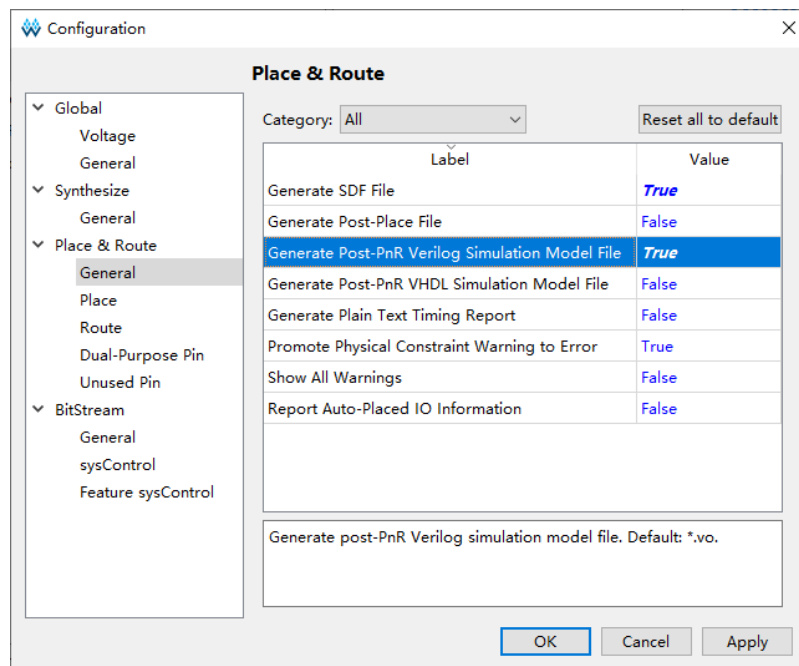 Configuration
Place & Route
Global
Voltage
General
Synthesize
General
Place & Route
General
Place
Route
Dual-Purpose Pin
Unused Pin
BitStream
General
sysControl
Feature sysControl
Category: All Reset all to default
Label Value
Generate SDF File True
Generate Post-Place File False
Generate Post-PnR Verilog Simulation Model File True
Generate Post-PnR VHDL Simulation Model File False
Generate Plain Text Timing Report False
Promote Physical Constraint Warning to Error True
Show All Warnings False
Report Auto-Placed IO Information False
Generate post-PnR Verilog simulation model file. Default: *.vo.
OK Cancel Apply